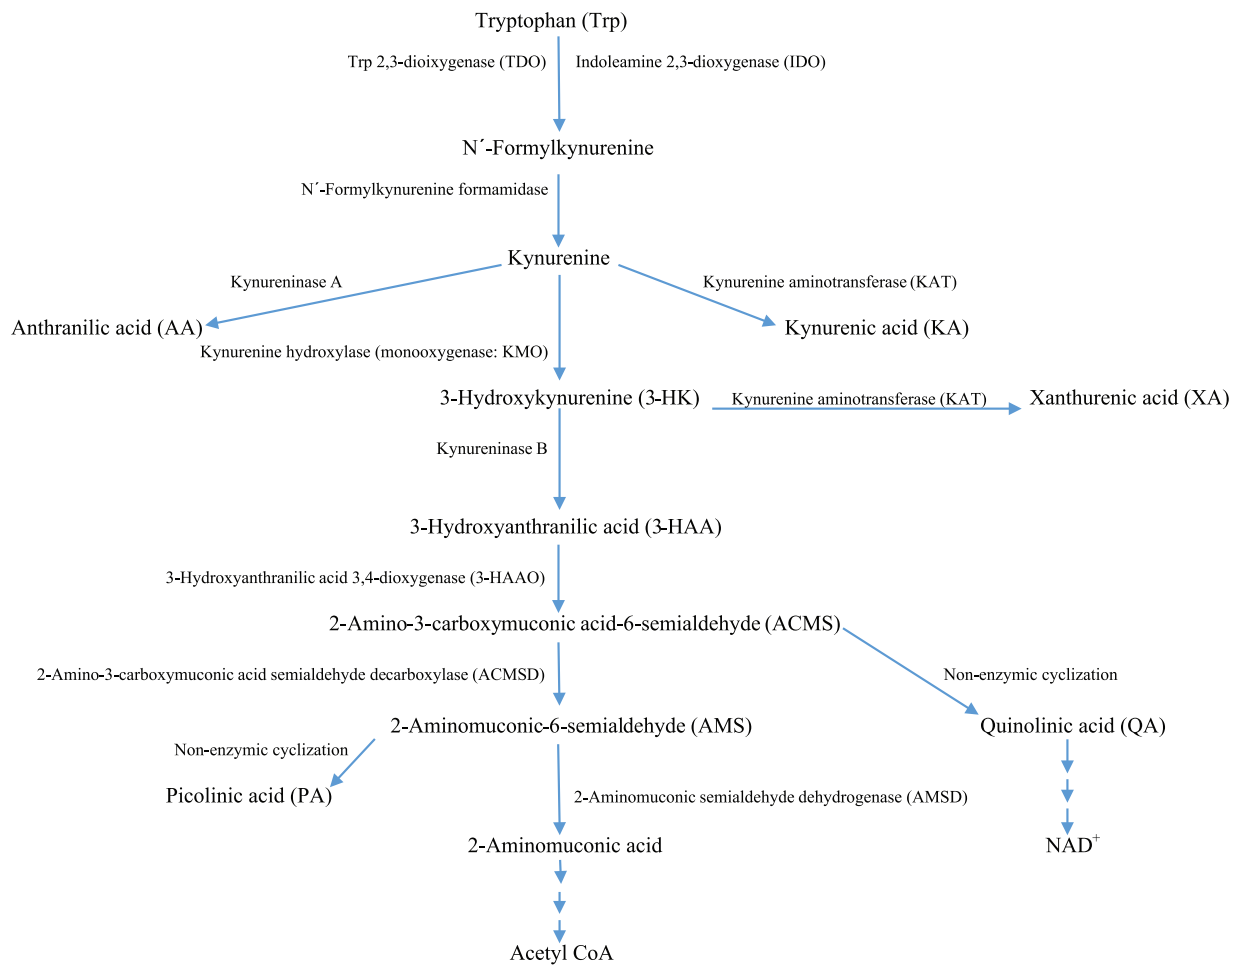 Tryptophan (Trp)
Trp 2,3-dioixygenase (TDO)
Indoleamine 2,3-dioxygenase (IDO)
N´-Formylkynurenine
N´-Formylkynurenine formamidase
Kynurenine
Kynureninase A
Kynurenine aminotransferase (KAT)
Anthranilic acid (AA)
Kynurenic acid (KA)
Kynurenine hydroxylase (monooxygenase: KMO)
3-Hydroxykynurenine (3-HK)
Kynurenine aminotransferase (KAT)
Xanthurenic acid (XA)
Kynureninase B
3-Hydroxyanthranilic acid (3-HAA)
3-Hydroxyanthranilic acid 3,4-dioxygenase (3-HAAO)
2-Amino-3-carboxymuconic acid-6-semialdehyde (ACMS)
2-Amino-3-carboxymuconic acid semialdehyde decarboxylase (ACMSD)
Non-enzymic cyclization
2-Aminomuconic-6-semialdehyde (AMS)
Quinolinic acid (QA)
Non-enzymic cyclization
Picolinic acid (PA)
2-Aminomuconic semialdehyde dehydrogenase (AMSD)
2-Aminomuconic acid
NAD⁺
Acetyl CoA